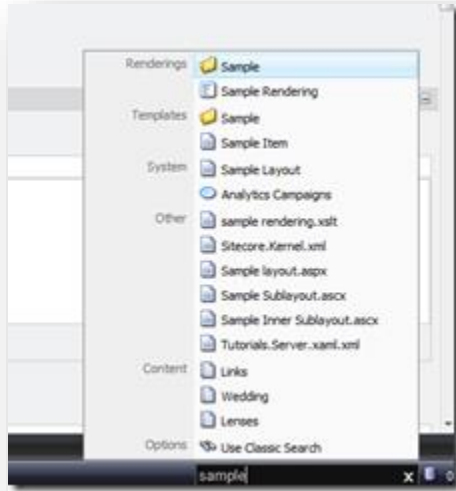 Renderings Sample
Sample Rendering
Templates Sample
Sample Item
System Sample Layout
Analytics Campaigns
Other sample rendering.xslt
Sitecore.Kernel.xml
Sample layout.aspx
Sample Sublayout.ascx
Sample Inner Sublayout.ascx
Tutorials.Server.xaml.xml
Content Links
Wedding
Lenses
Options Use Classic Search
sample x 0